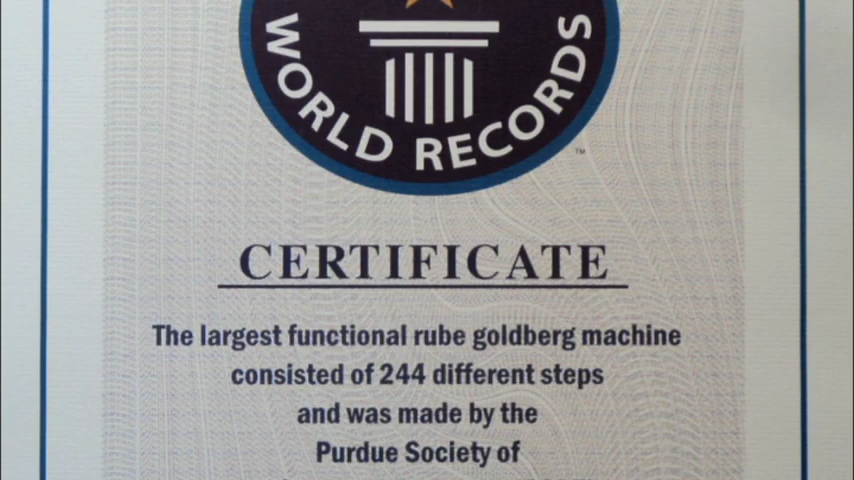 WORLD RECORDS
™
CERTIFICATE
The largest functional rube goldberg machine
consisted of 244 different steps
and was made by the
Purdue Society of